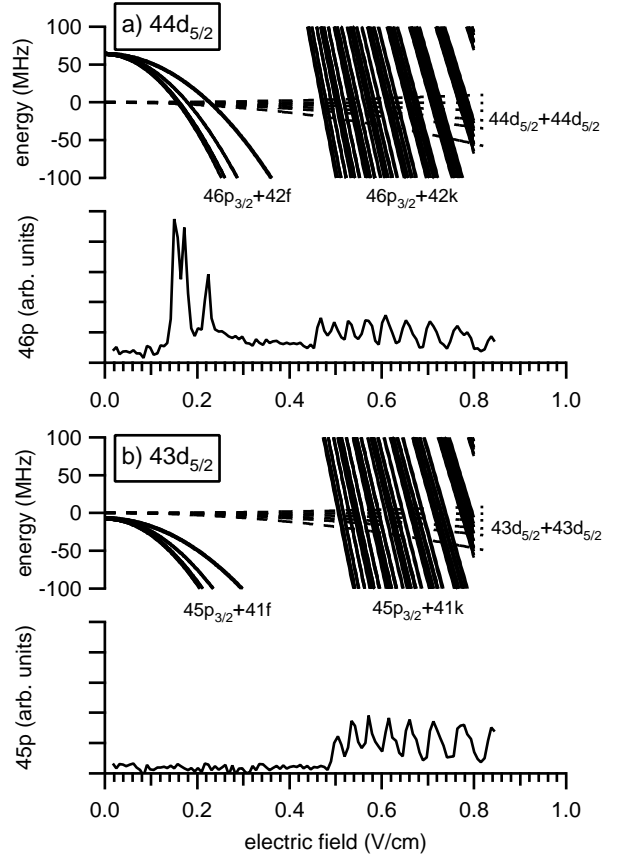 a) 44d5/2
100
50
0
-50
-100
energy (MHz)
44d5/2+44d5/2
46p3/2+42f
46p3/2+42k
46p (arb. units)
0.0 0.2 0.4 0.6 0.8 1.0
b) 43d5/2
100
50
0
-50
-100
energy (MHz)
43d5/2+43d5/2
45p3/2+41f
45p3/2+41k
45p (arb. units)
0.0 0.2 0.4 0.6 0.8 1.0
electric field (V/cm)